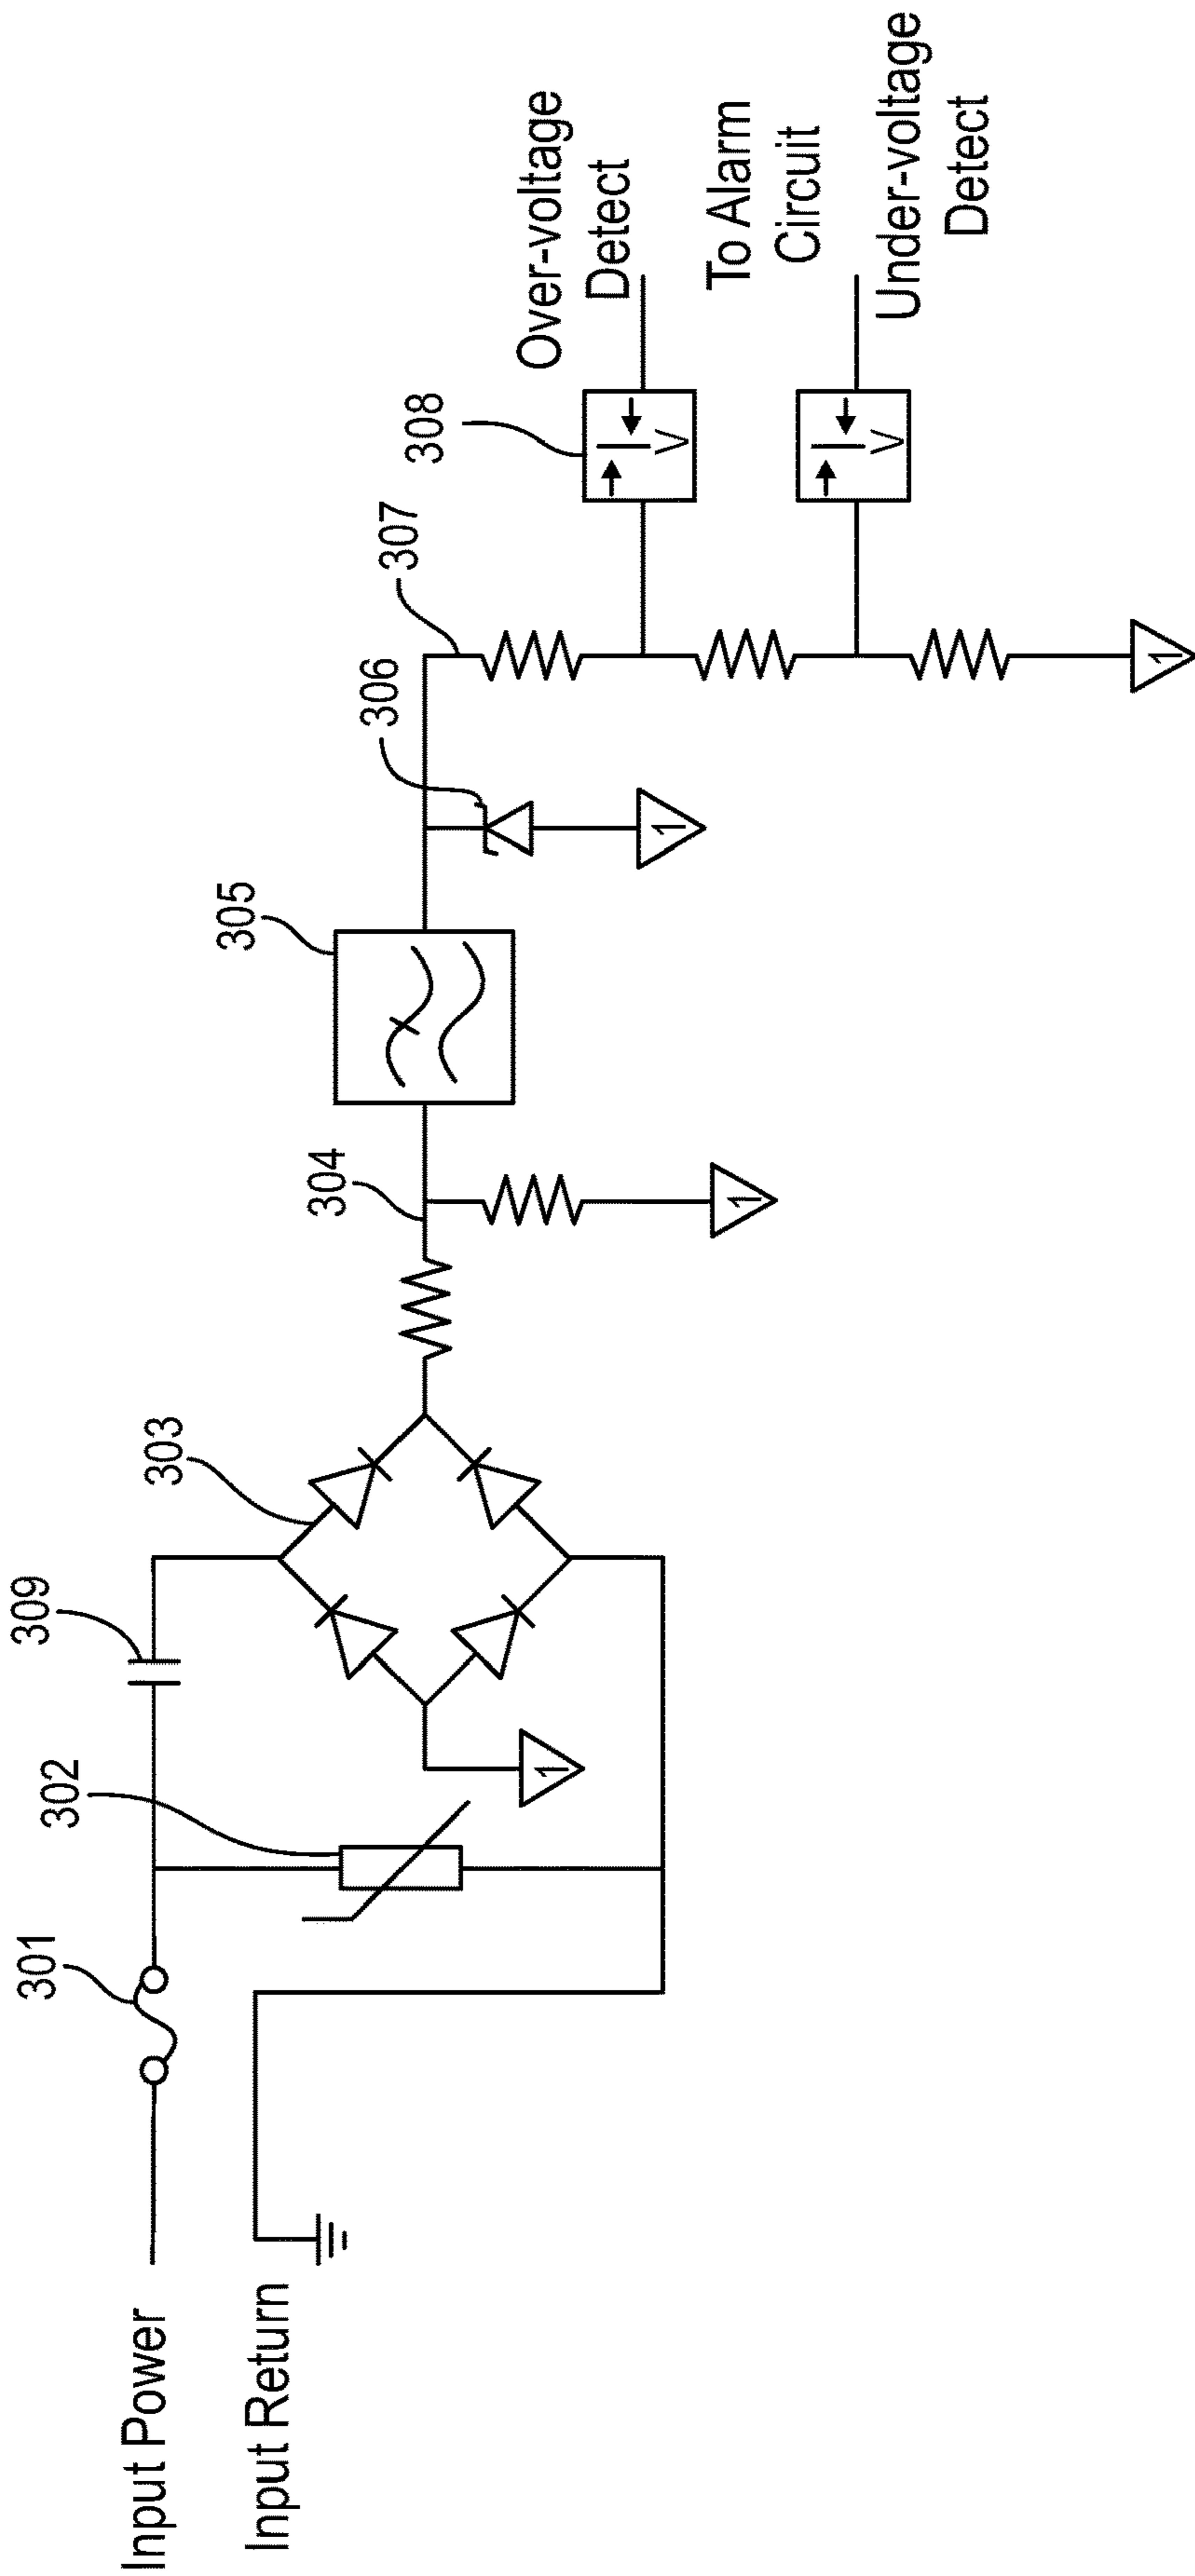 Input Power
Input Return
301
302
309
303
304
305
306
307
308
Over-voltage
Detect
To Alarm
Circuit
Under-voltage
Detect
V
V
1
1
1
1